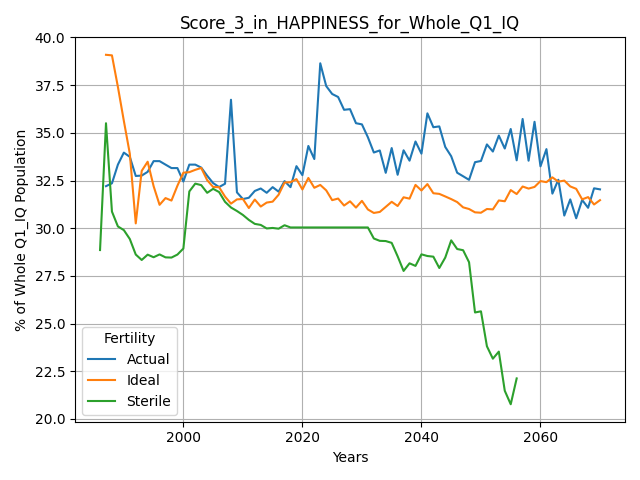 Score_3_in_HAPPINESS_for_Whole_Q1_IQ
% of Whole Q1_IQ Population
40.0
37.5
35.0
32.5
30.0
27.5
25.0
22.5
20.0
Fertility
Actual
Ideal
Sterile
2000
2020
2040
2060
Years